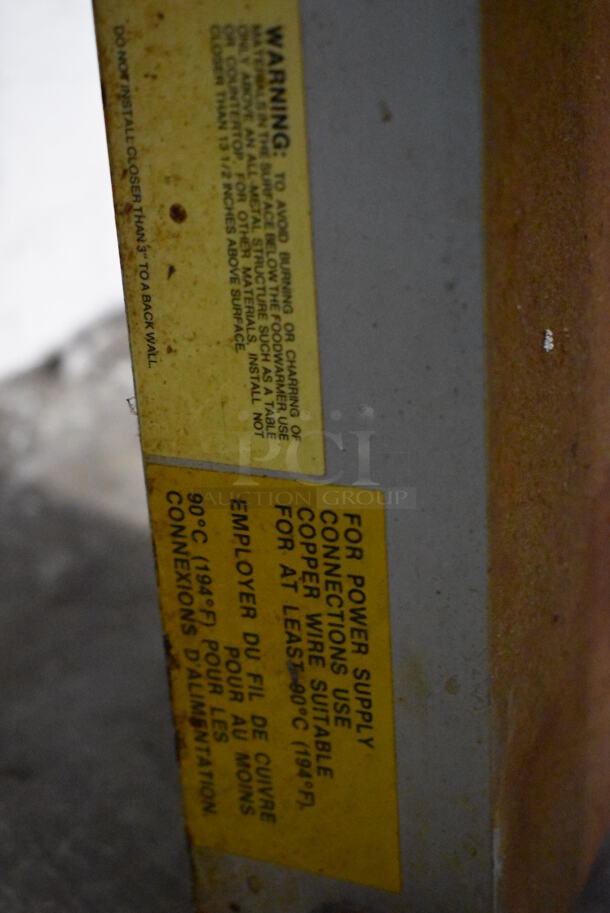 WARNING: TO AVOID BURNING OR CHARRING OF
MATERIALS IN THE SURFACE BELOW THE FOODWARMER, USE
ONLY ABOVE AN ALL-METAL STRUCTURE SUCH AS A TABLE
OR COUNTERTOP. FOR OTHER MATERIALS, INSTALL NOT
CLOSER THAN 13 1/2 INCHES ABOVE SURFACE.
DO NOT INSTALL CLOSER THAN 3" TO A BACK WALL.
FOR POWER SUPPLY
CONNECTIONS USE
COPPER WIRE SUITABLE
FOR AT LEAST 90°C (194°F).
EMPLOYER DU FIL DE CUIVRE
POUR AU MOINS
90°C (194°F) POUR LES
CONNEXIONS D'ALIMENTATION.
PCI
AUCTION GROUP